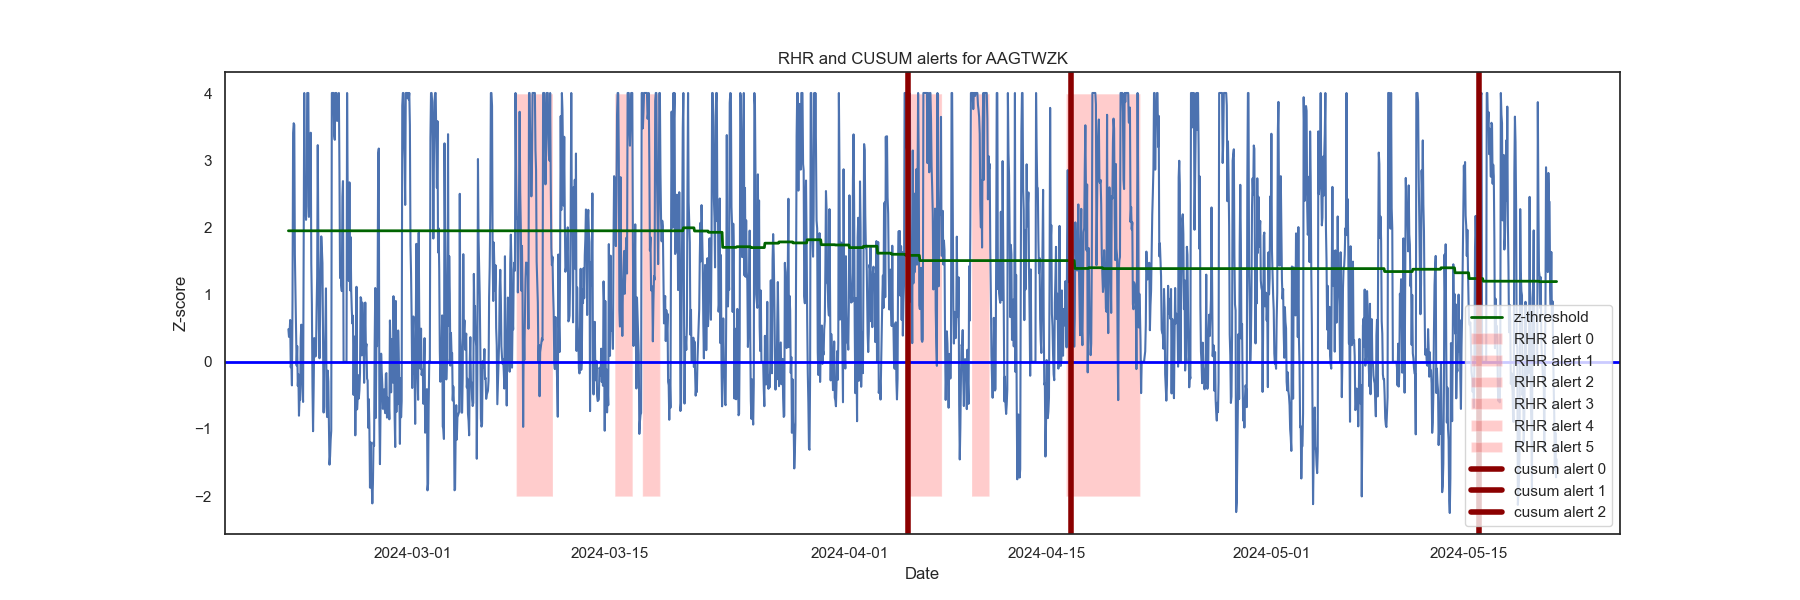 RHR and CUSUM alerts for AAGTWZK
4
3
2
1
0
−1
−2
Z-score
z-threshold
RHR alert 0
RHR alert 1
RHR alert 2
RHR alert 3
RHR alert 4
RHR alert 5
cusum alert 0
cusum alert 1
cusum alert 2
2024-03-01
2024-03-15
2024-04-01
2024-04-15
2024-05-01
2024-05-15
Date